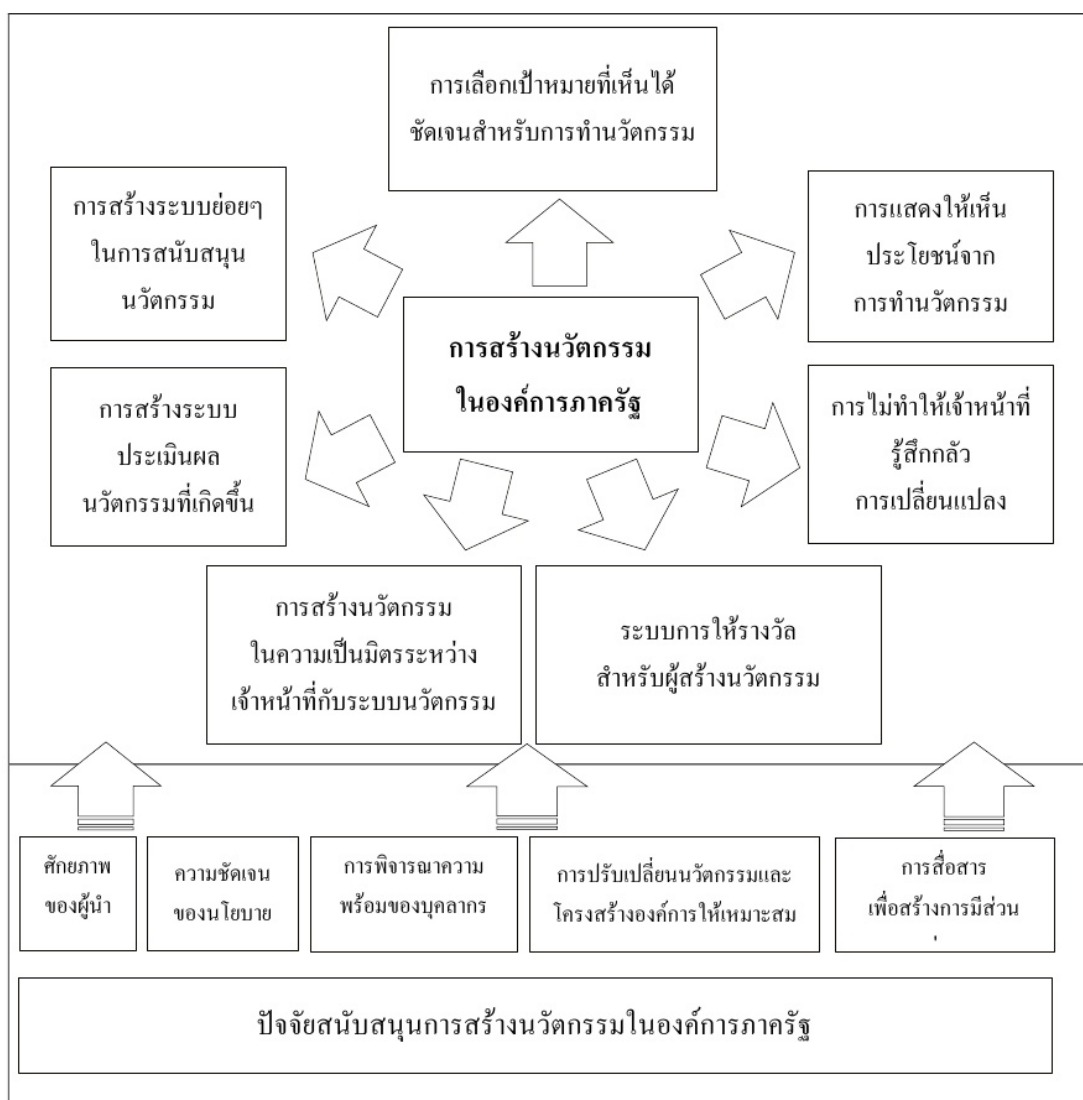 การเลือกเป้าหมายที่เห็นได้
ชัดเจนสำหรับการทำนวัตกรรม
การสร้างระบบย่อยๆ
ในการสนับสนุน
นวัตกรรม
การแสดงให้เห็น
ประโยชน์จาก
การทำนวัตกรรม
การสร้างนวัตกรรม
ในองค์การภาครัฐ
การสร้างระบบ
ประเมินผล
นวัตกรรมที่เกิดขึ้น
การไม่ทำให้เจ้าหน้าที่
รู้สึกกลัว
การเปลี่ยนแปลง
การสร้างนวัตกรรม
ในความเป็นมิตรระหว่าง
เจ้าหน้าที่กับระบบนวัตกรรม
ระบบการให้รางวัล
สำหรับผู้สร้างนวัตกรรม
ศักยภาพ
ของผู้นำ
ความชัดเจน
ของนโยบาย
การพิจารณาความ
พร้อมของบุคลากร
การปรับเปลี่ยนนวัตกรรมและ
โครงสร้างองค์การให้เหมาะสม
การสื่อสาร
เพื่อสร้างการมีส่วน
ปัจจัยสนับสนุนการสร้างนวัตกรรมในองค์การภาครัฐ